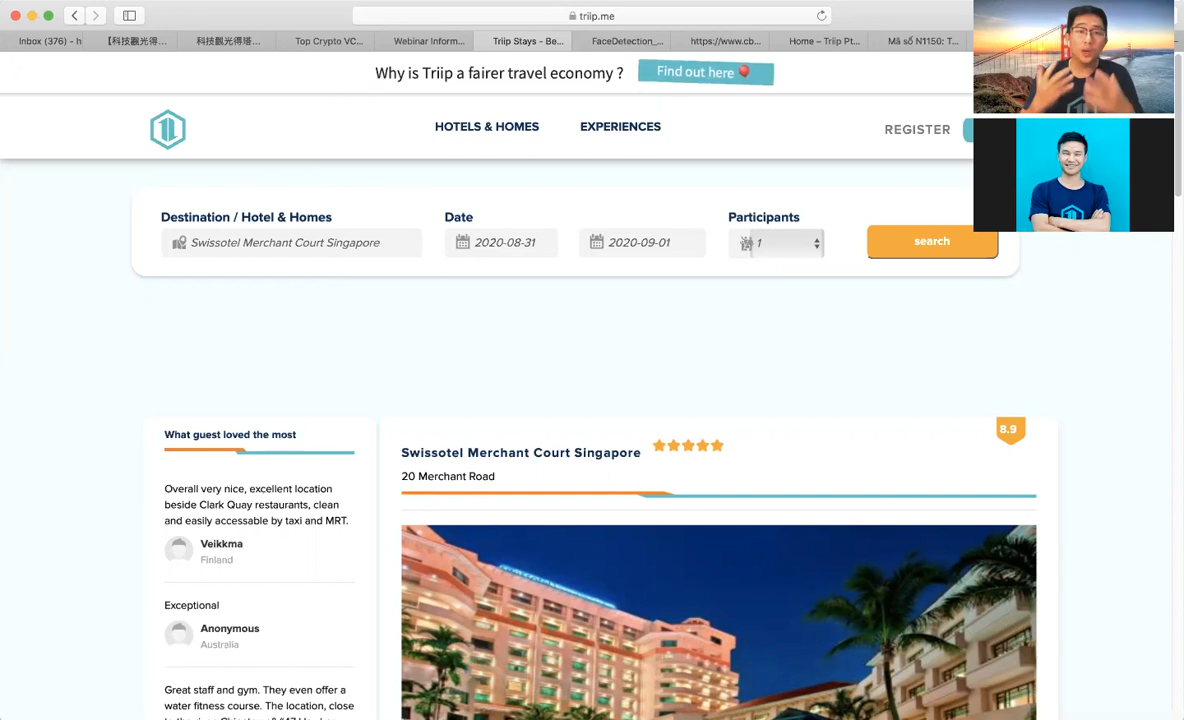 triip.me
Inbox (376) - h
【科技觀光得...
科技觀光得塔...
Top Crypto VC...
Webinar Inform...
Triip Stays - Be...
FaceDetection_...
https://www.cb...
Home – Triip Pt...
Mã số N1150: T...
Why is Triip a fairer travel economy ?
Find out here
HOTELS & HOMES
EXPERIENCES
REGISTER
Destination / Hotel & Homes
Date
Participants
Swissotel Merchant Court Singapore
2020-08-31
2020-09-01
1
search
What guest loved the most
Overall very nice, excellent location
beside Clark Quay restaurants, clean
and easily accessable by taxi and MRT.
Veikkma
Finland
Exceptional
Anonymous
Australia
Great staff and gym. They even offer a
water fitness course. The location, close
8.9
Swissotel Merchant Court Singapore
20 Merchant Road